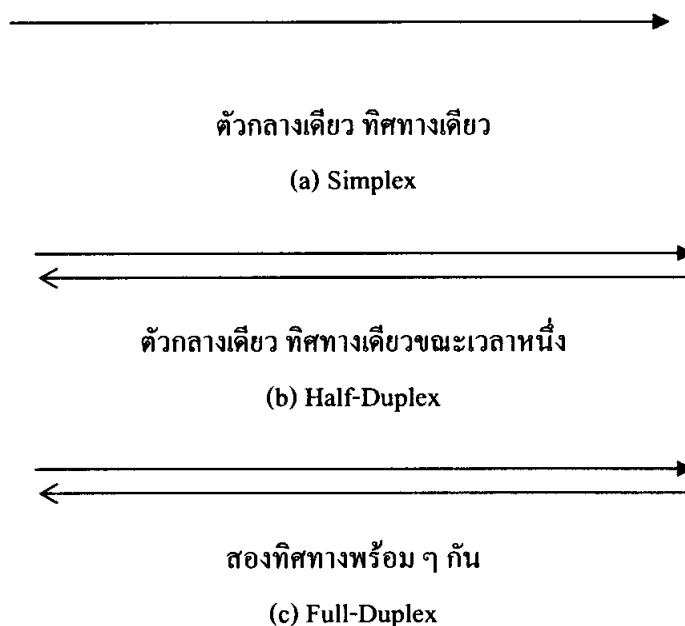 ตัวกลางเดียว ทิศทางเดียว
(a) Simplex
ตัวกลางเดียว ทิศทางเดียวขณะเวลาหนึ่ง
(b) Half-Duplex
สองทิศทางพร้อม ๆ กัน
(c) Full-Duplex